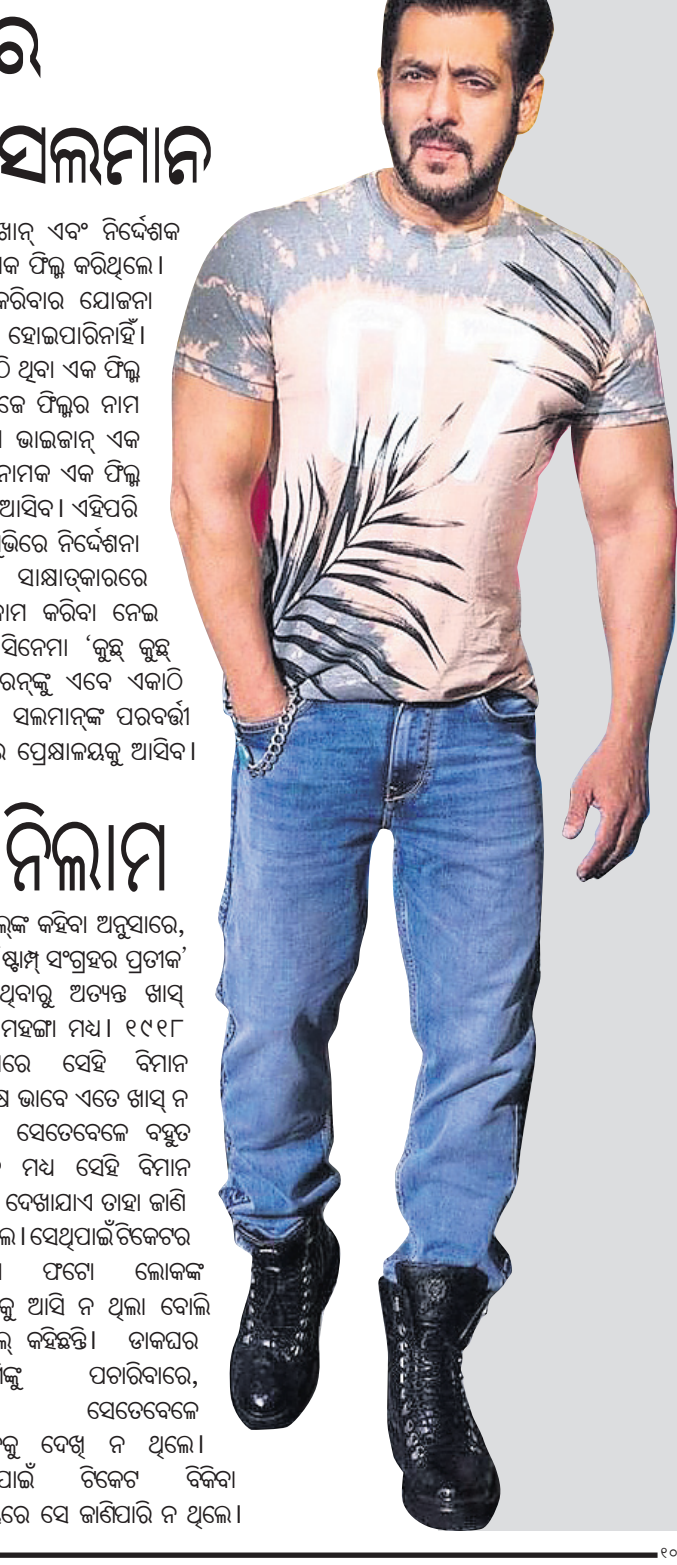 ରେ
ସଲମାନ
ଖାନ୍ ଏବଂ ନିର୍ଦ୍ଦେଶକ
କ ଫିଲ୍ମ କରିଥିଲେ।
କରିବାର ଯୋଜନା
ହୋଇପାରିନାହିଁ।
ଠି ଥିବା ଏକ ଫିଲ୍ମ
ଜେ ଫିଲ୍ମର ନାମ
ଭାଇଜାନ୍ ଏକ
ନାମକ ଏକ ଫିଲ୍ମ
ଆସିବ। ଏହିପରି
ଭିରେ ନିର୍ଦ୍ଦେଶନା
ସାକ୍ଷାତ୍‌କାରରେ
ାମ କରିବା ନେଇ
ସିନେମା ‘କୁଛ୍ କୁଛ୍
ରନ୍‌ଙ୍କୁ ଏବେ ଏକାଠି
ସଲମାନ୍‌ଙ୍କ ପରବର୍ତ୍ତୀ
ପ୍ରେକ୍ଷାଳୟକୁ ଆସିବ।
ନିଲାମ
ଲ୍‌ଙ୍କ କହିବା ଅନୁସାରେ,
‘ଷ୍ଟାମ୍ପ୍ ସଂଗ୍ରହର ପ୍ରତୀକ’
ଥିବାରୁ ଅତ୍ୟନ୍ତ ଖାସ୍
ମହଙ୍ଗା ମଧ୍ୟ। ୧୯୧୮
ରେ ସେହି ବିମାନ
ଷ ଭାବେ ଏତେ ଖାସ୍ ନ
ସେତେବେଳେ ବହୁତ
ମଧ୍ୟ ସେହି ବିମାନ
ଦେଖାଯାଏ ତାହା ଜାଣି
ଲେ। ସେଥିପାଇଁ ଟିକେଟର
ଫଟୋ ଲୋକଙ୍କ
କୁ ଆସି ନ ଥିଲା ବୋଲି
ଲ୍ କହିଛନ୍ତି। ଡାକଘର
ଙ୍କୁ ପଚାରିବାରେ,
ସେତେବେଳେ
କୁ ଦେଖି ନ ଥିଲେ।
ପାଇଁ ଟିକେଟ ବିକିବା
ରେ ସେ ଜାଣିପାରି ନ ଥିଲେ।
୧୦